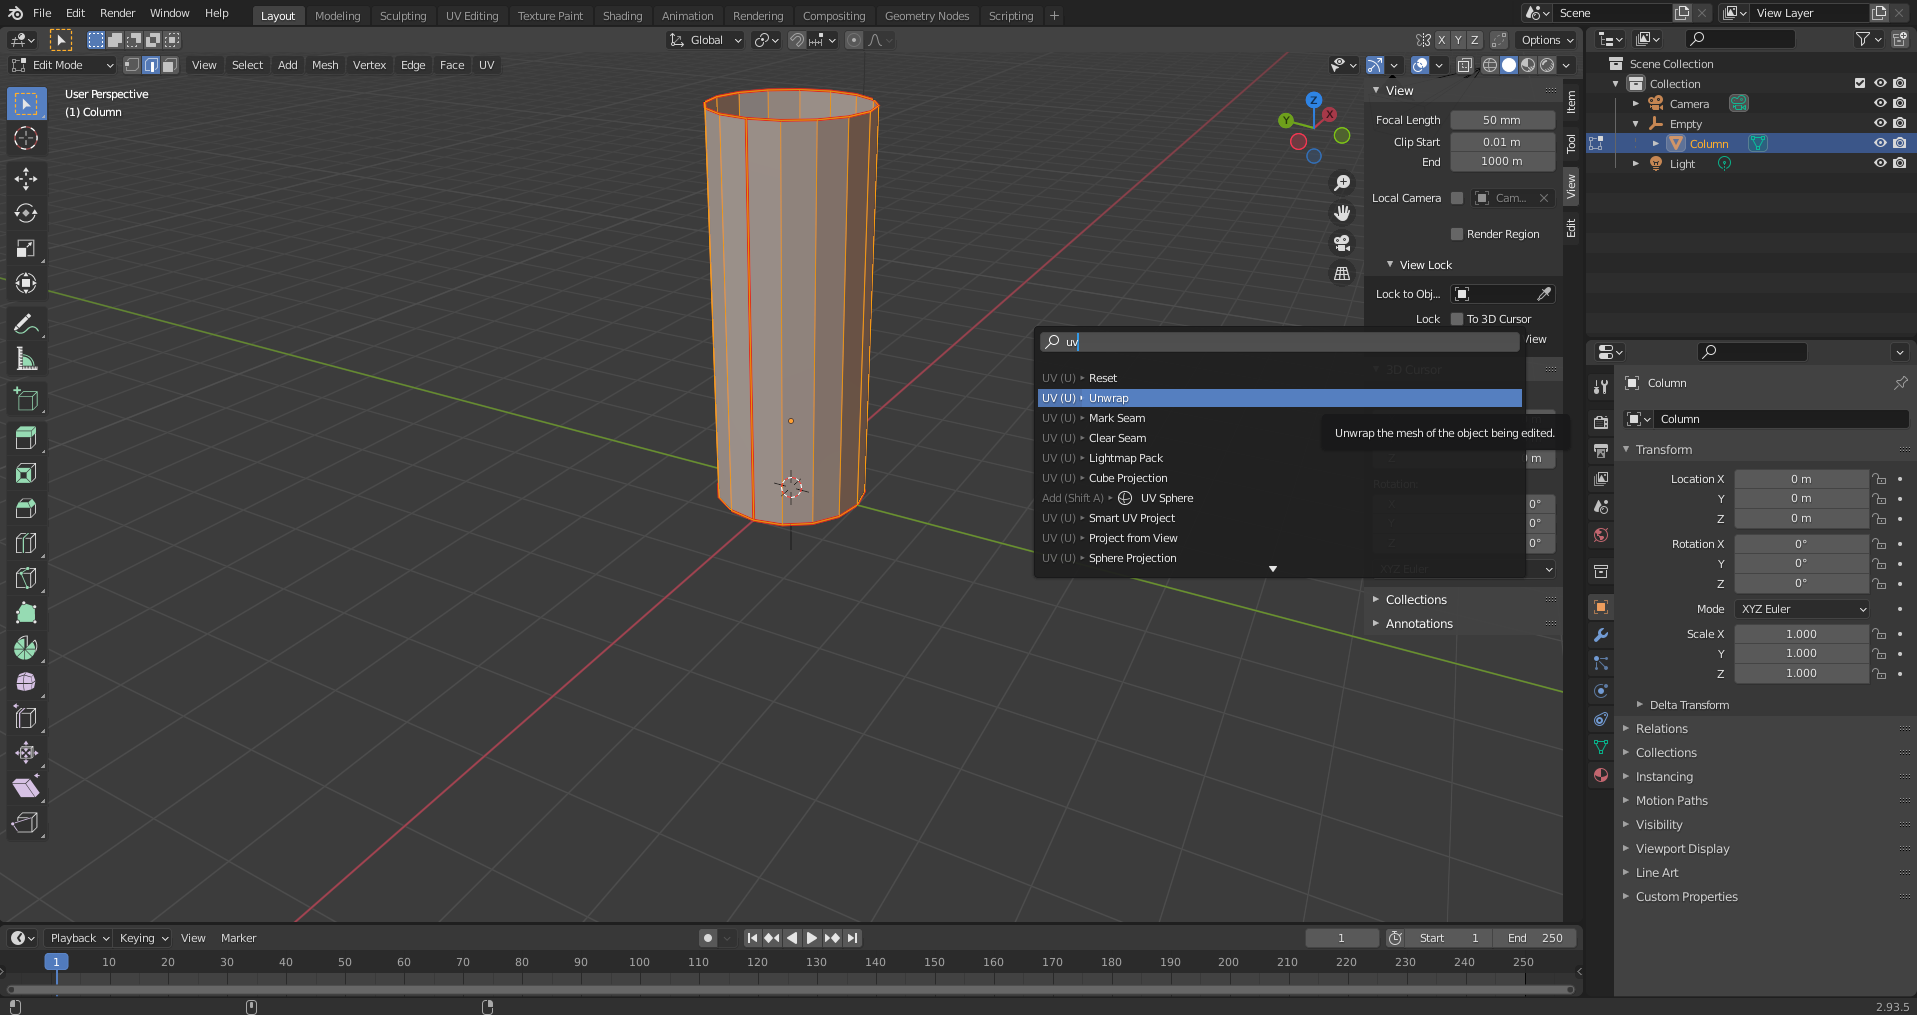 File Edit Render Window Help Layout Modeling Sculpting UV Editing Texture Paint Shading Animation Rendering Compositing Geometry Nodes Scripting + Scene View Layer
Global X Y Z Options
Edit Mode View Select Add Mesh Vertex Edge Face UV
User Perspective
(1) Column
Z
Y
X
View
Focal Length 50 mm
Clip Start 0.01 m
End 1000 m
Local Camera Cam...
Render Region
View Lock
Lock to Obj...
Lock To 3D Cursor
View
3D Cursor
Z m
Rotation:
X 0°
Y 0°
Z 0°
XYZ Euler
Collections
Annotations
Item
Tool
View
Edit
uv
UV (U) ▸ Reset
UV (U) ▸ Unwrap
UV (U) ▸ Mark Seam
UV (U) ▸ Clear Seam
UV (U) ▸ Lightmap Pack
UV (U) ▸ Cube Projection
Add (Shift A) ▸ UV Sphere
UV (U) ▸ Smart UV Project
UV (U) ▸ Project from View
UV (U) ▸ Sphere Projection
Unwrap the mesh of the object being edited.
Scene Collection
Collection
Camera
Empty
Column
Light
Column
Column
Transform
Location X 0 m
Y 0 m
Z 0 m
Rotation X 0°
Y 0°
Z 0°
Mode XYZ Euler
Scale X 1.000
Y 1.000
Z 1.000
Delta Transform
Relations
Collections
Instancing
Motion Paths
Visibility
Viewport Display
Line Art
Custom Properties
Playback Keying View Marker 1 Start 1 End 250
1 10 20 30 40 50 60 70 80 90 100 110 120 130 140 150 160 170 180 190 200 210 220 230 240 250
2.93.5